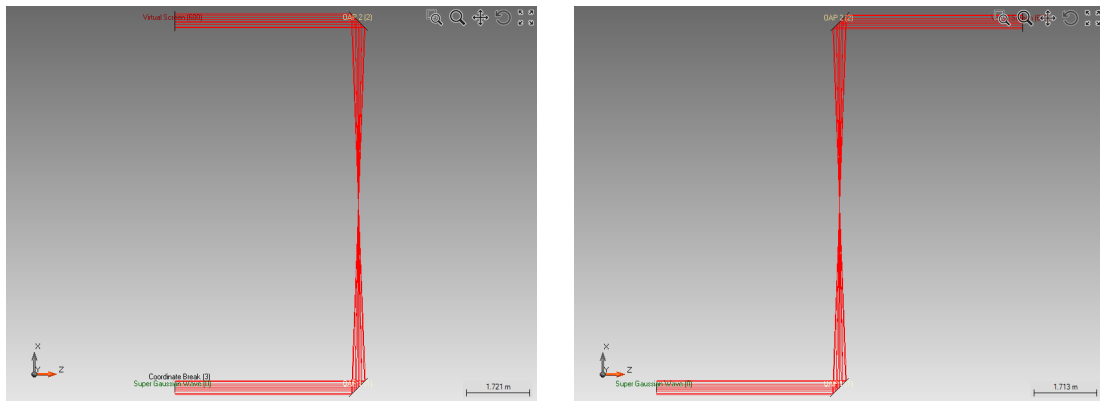 Virtual Screen (600)
OAP 2 (2)
X
Y
Z
Coordinate Break (3)
Super Gaussian Wave (0)
1.721 m
OAP 2 (2)
X
Y
Z
Super Gaussian Wave (0)
1.713 m